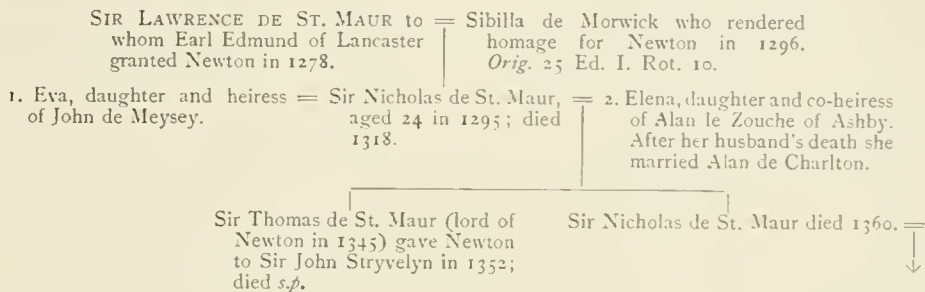 SIR LAWRENCE DE ST. MAUR to = Sibilla de Morwick who rendered
whom Earl Edmund of Lancaster homage for Newton in 1296.
granted Newton in 1278. Orig. 25 Ed. I. Rot. 10.
1. Eva, daughter and heiress = Sir Nicholas de St. Maur, = 2. Elena, daughter and co-heiress
of John de Meysey. aged 24 in 1295; died of Alan le Zouche of Ashby.
1318. After her husband's death she
married Alan de Charlton.
Sir Thomas de St. Maur (lord of Sir Nicholas de St. Maur died 1360. =
Newton in 1345) gave Newton
to Sir John Stryvelyn in 1352;
died s.p.